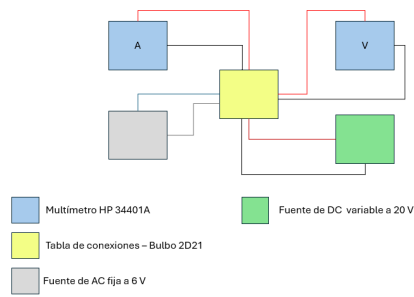 A
V
Multímetro HP 34401A
Fuente de DC variable a 20 V
Tabla de conexiones – Bulbo 2D21
Fuente de AC fija a 6 V